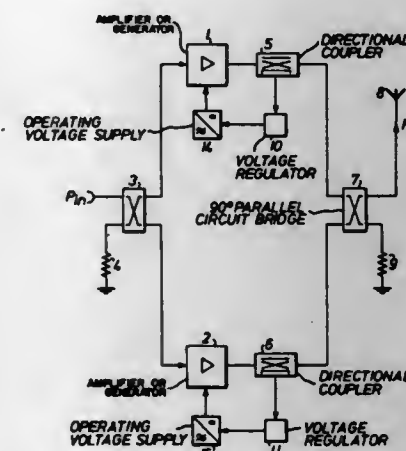 AMPLIFIER OR
GENERATOR
1
5
DIRECTIONAL
COUPLER
8
OPERATING
VOLTAGE SUPPLY
14
10
VOLTAGE
REGULATOR
Pin
3
7
90° PARALLEL
CIRCUIT BRIDGE
4
9
2
6
AMPLIFIER OR
GENERATOR
DIRECTIONAL
COUPLER
OPERATING
VOLTAGE SUPPLY
VOLTAGE
REGULATOR
11